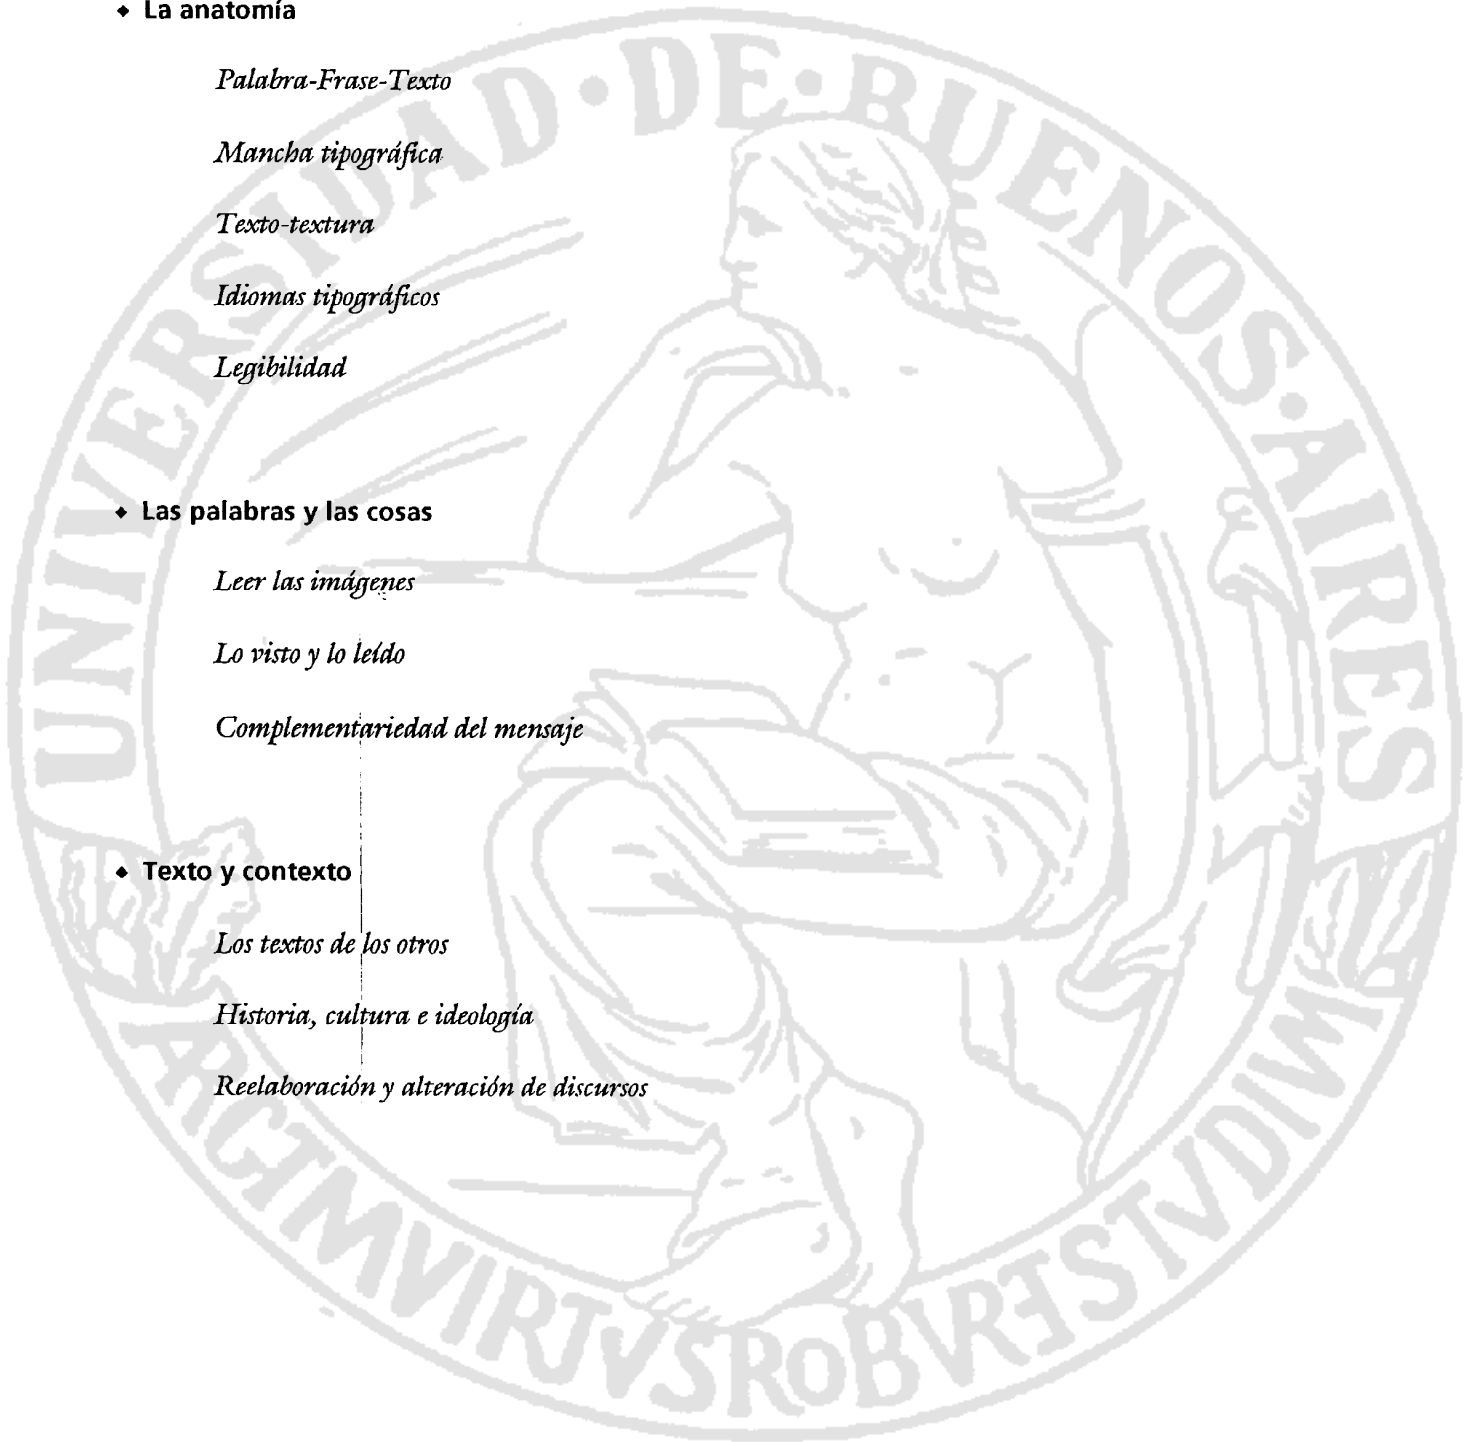 UNIVERSIDAD·DE·BUENOS·AIRES
◆ La anatomía
Palabra-Frase-Texto
Mancha tipográfica
Texto-textura
Idiomas tipográficos
Legibilidad
◆ Las palabras y las cosas
Leer las imágenes
Lo visto y lo leído
Complementariedad del mensaje
◆ Texto y contexto
Los textos de los otros
Historia, cultura e ideología
Reelaboración y alteración de discursos
ARGTMVIRTVSROBVRETSTVDIVM